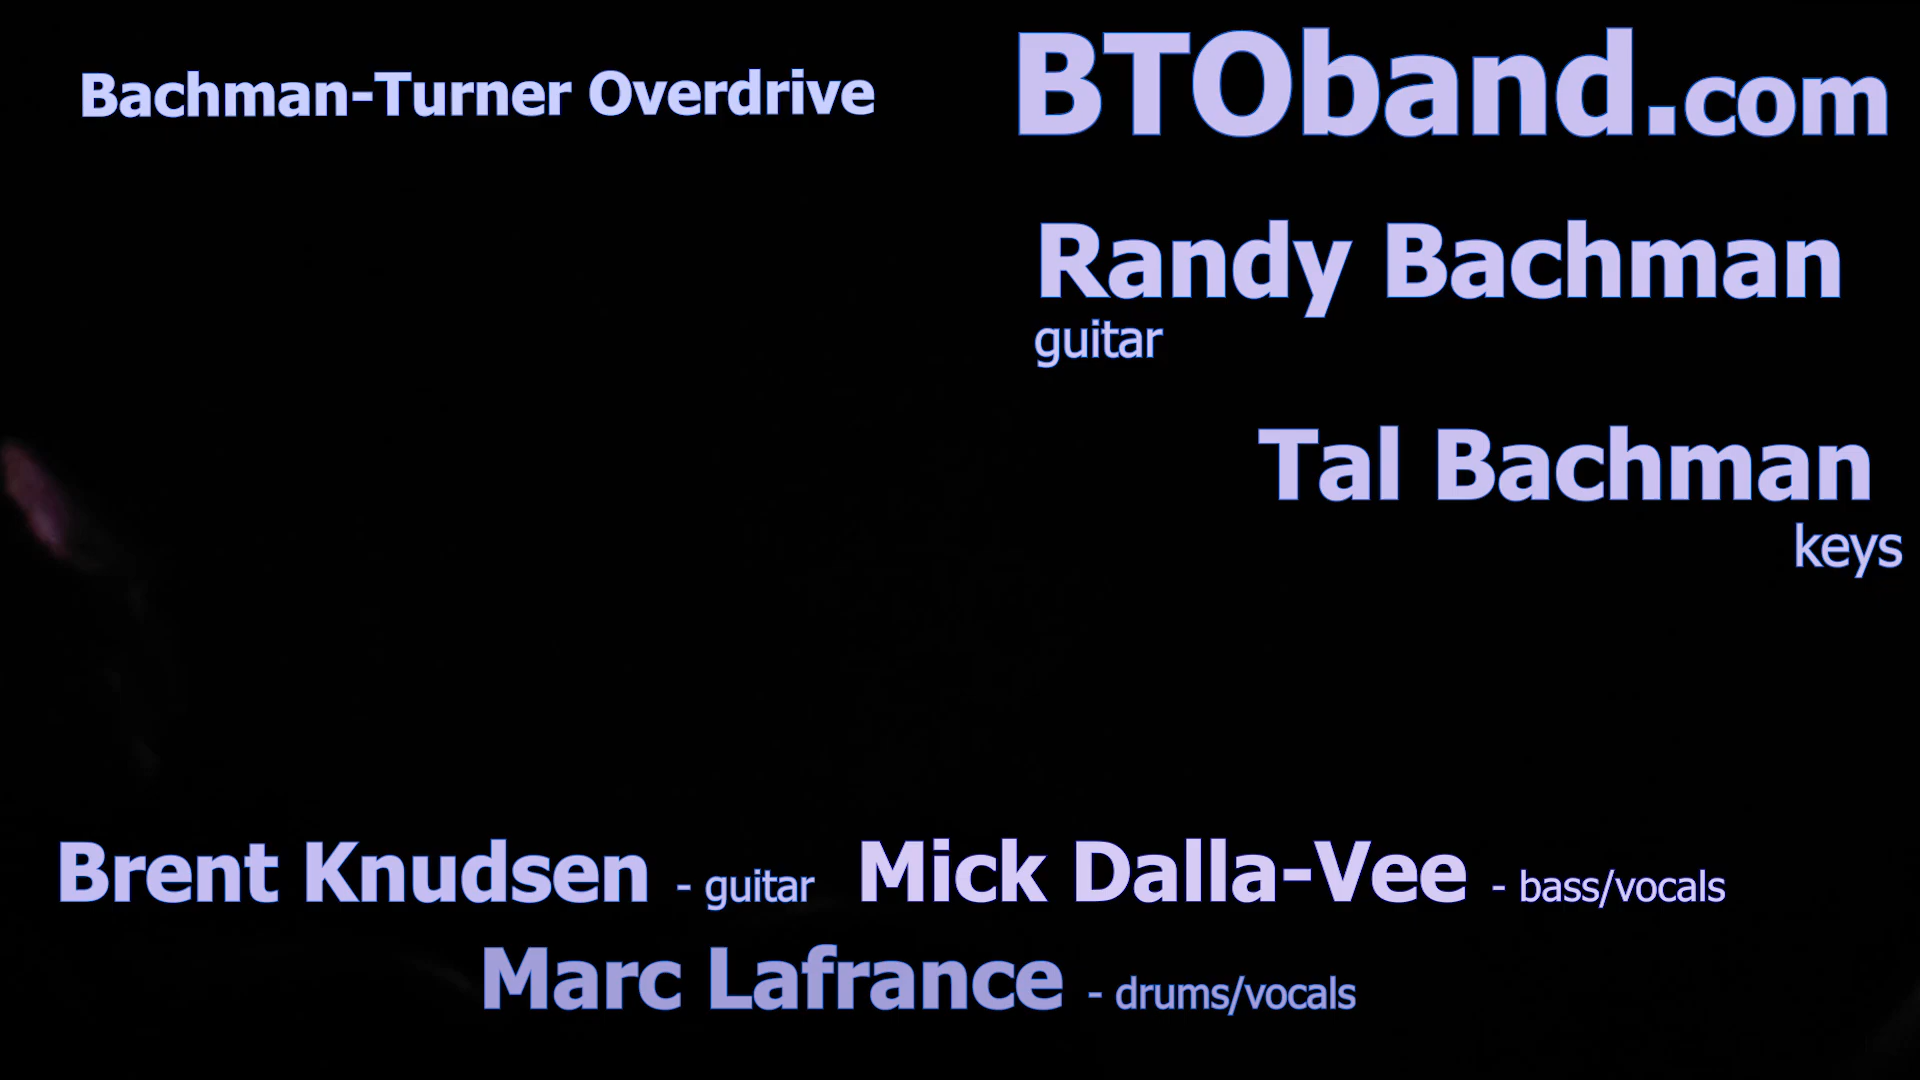 Bachman-Turner Overdrive
BTOband.com
Randy Bachman
guitar
Tal Bachman
keys
Brent Knudsen - guitar Mick Dalla-Vee - bass/vocals
Marc Lafrance - drums/vocals